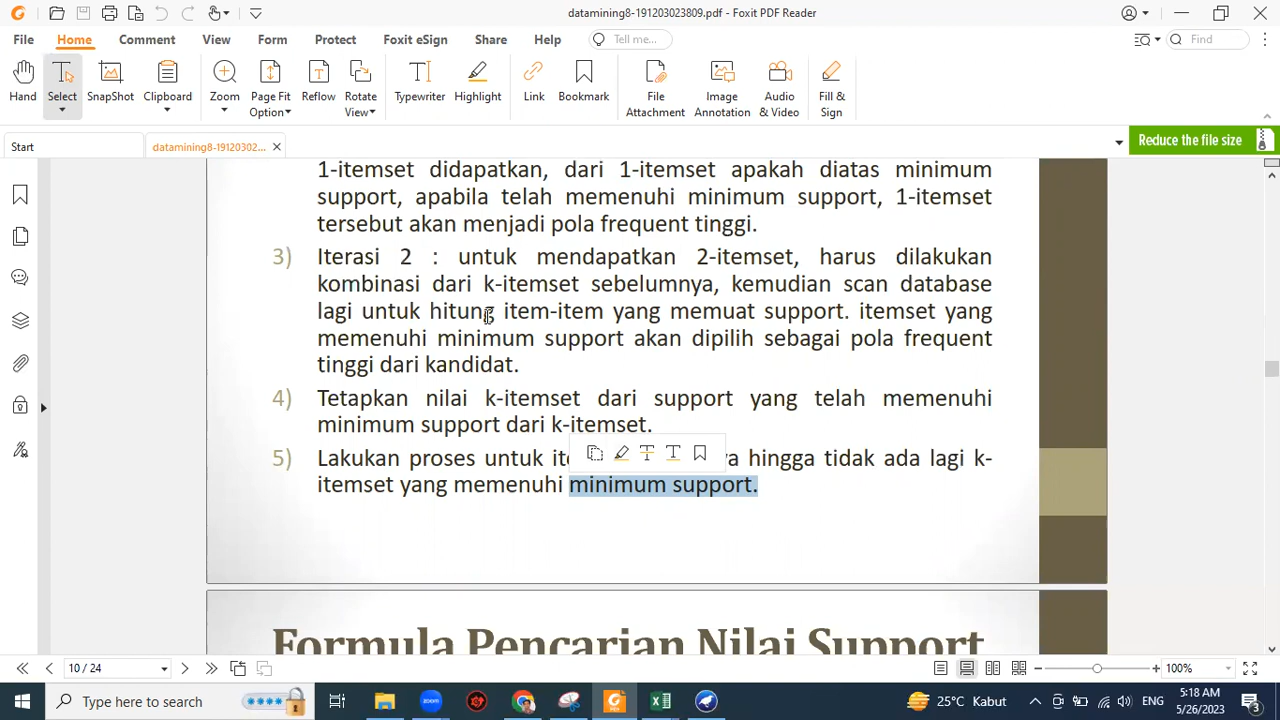 datamining8-191203023809.pdf - Foxit PDF Reader
File Home Comment View Form Protect Foxit eSign Share Help Tell me... Find
Hand Select SnapShot Clipboard Zoom Page Fit Option Reflow Rotate View Typewriter Highlight Link Bookmark File Attachment Image Annotation Audio & Video Fill & Sign
Start datamining8-19120302... Reduce the file size
1-itemset didapatkan, dari 1-itemset apakah diatas minimum
support, apabila telah memenuhi minimum support, 1-itemset
tersebut akan menjadi pola frequent tinggi.
3) Iterasi 2 : untuk mendapatkan 2-itemset, harus dilakukan
kombinasi dari k-itemset sebelumnya, kemudian scan database
lagi untuk hitung item-item yang memuat support. itemset yang
memenuhi minimum support akan dipilih sebagai pola frequent
tinggi dari kandidat.
4) Tetapkan nilai k-itemset dari support yang telah memenuhi
minimum support dari k-itemset.
5) Lakukan proses untuk hingga tidak ada lagi k-
itemset yang memenuhi minimum support.
Formula Pencarian Nilai Support
10 / 24 100%
Type here to search zoom 25°C Kabut ENG 5:18 AM
5/26/2023 3